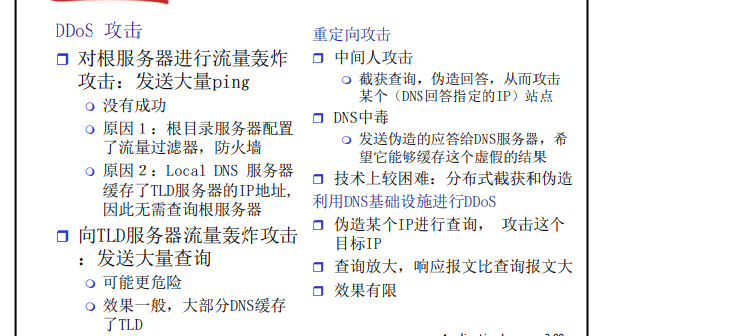 DDoS 攻击
对根服务器进行流量轰炸
攻击：发送大量ping
没有成功
原因１：根目录服务器配置
了流量过滤器，防火墙
原因２：Local DNS 服务器
缓存了TLD服务器的IP地址,
因此无需查询根服务器
向TLD服务器流量轰炸攻击
：发送大量查询
可能更危险
效果一般，大部分DNS缓存
了TLD
重定向攻击
中间人攻击
截获查询，伪造回答，从而攻击
某个（DNS回答指定的IP）站点
DNS中毒
发送伪造的应答给DNS服务器，希
望它能够缓存这个虚假的结果
技术上较困难：分布式截获和伪造
利用DNS基础设施进行DDoS
伪造某个IP进行查询， 攻击这个
目标IP
查询放大，响应报文比查询报文大
效果有限